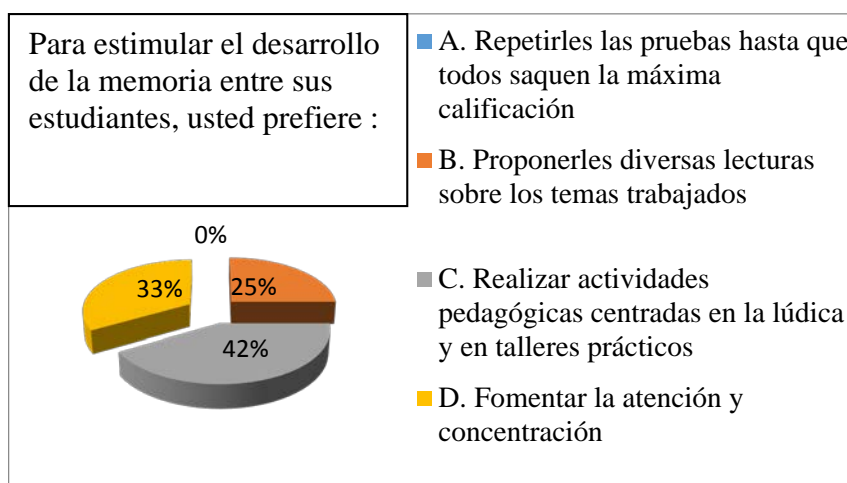 Para estimular el desarrollo
de la memoria entre sus
estudiantes, usted prefiere :
A. Repetirles las pruebas hasta que
todos saquen la máxima
calificación
B. Proponerles diversas lecturas
sobre los temas trabajados
C. Realizar actividades
pedagógicas centradas en la lúdica
y en talleres prácticos
D. Fomentar la atención y
concentración
0%
33%
25%
42%